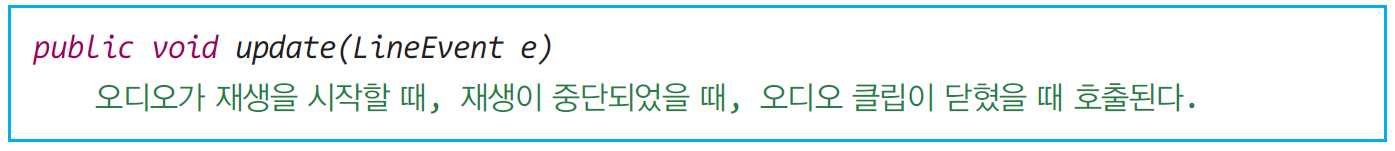 public void update(LineEvent e)
오디오가 재생을 시작할 때, 재생이 중단되었을 때, 오디오 클립이 닫혔을 때 호출된다.